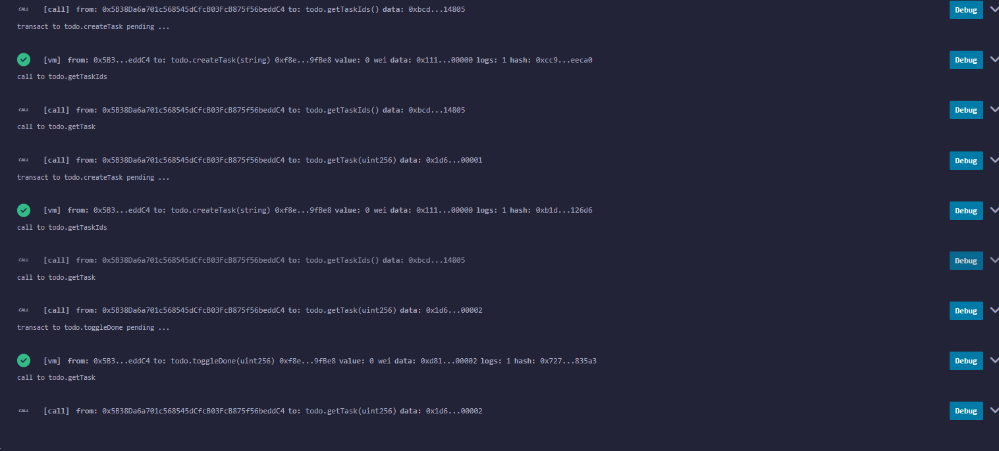 CALL [call] from: 0x5B38Da6a701c568545dCfcB03FcB875f56beddC4 to: todo.getTaskIds() data: 0xbcd...14805 Debug
transact to todo.createTask pending ...
[vm] from: 0x5B3...eddC4 to: todo.createTask(string) 0xf8e...9fBe8 value: 0 wei data: 0x111...00000 logs: 1 hash: 0xcc9...eeca0 Debug
call to todo.getTaskIds
CALL [call] from: 0x5B38Da6a701c568545dCfcB03FcB875f56beddC4 to: todo.getTaskIds() data: 0xbcd...14805 Debug
call to todo.getTask
CALL [call] from: 0x5B38Da6a701c568545dCfcB03FcB875f56beddC4 to: todo.getTask(uint256) data: 0x1d6...00001 Debug
transact to todo.createTask pending ...
[vm] from: 0x5B3...eddC4 to: todo.createTask(string) 0xf8e...9fBe8 value: 0 wei data: 0x111...00000 logs: 1 hash: 0xb1d...126d6 Debug
call to todo.getTaskIds
CALL [call] from: 0x5B38Da6a701c568545dCfcB03FcB875f56beddC4 to: todo.getTaskIds() data: 0xbcd...14805 Debug
call to todo.getTask
CALL [call] from: 0x5B38Da6a701c568545dCfcB03FcB875f56beddC4 to: todo.getTask(uint256) data: 0x1d6...00002 Debug
transact to todo.toggleDone pending ...
[vm] from: 0x5B3...eddC4 to: todo.toggleDone(uint256) 0xf8e...9fBe8 value: 0 wei data: 0xd81...00002 logs: 1 hash: 0x727...835a3 Debug
call to todo.getTask
CALL [call] from: 0x5B38Da6a701c568545dCfcB03FcB875f56beddC4 to: todo.getTask(uint256) data: 0x1d6...00002 Debug